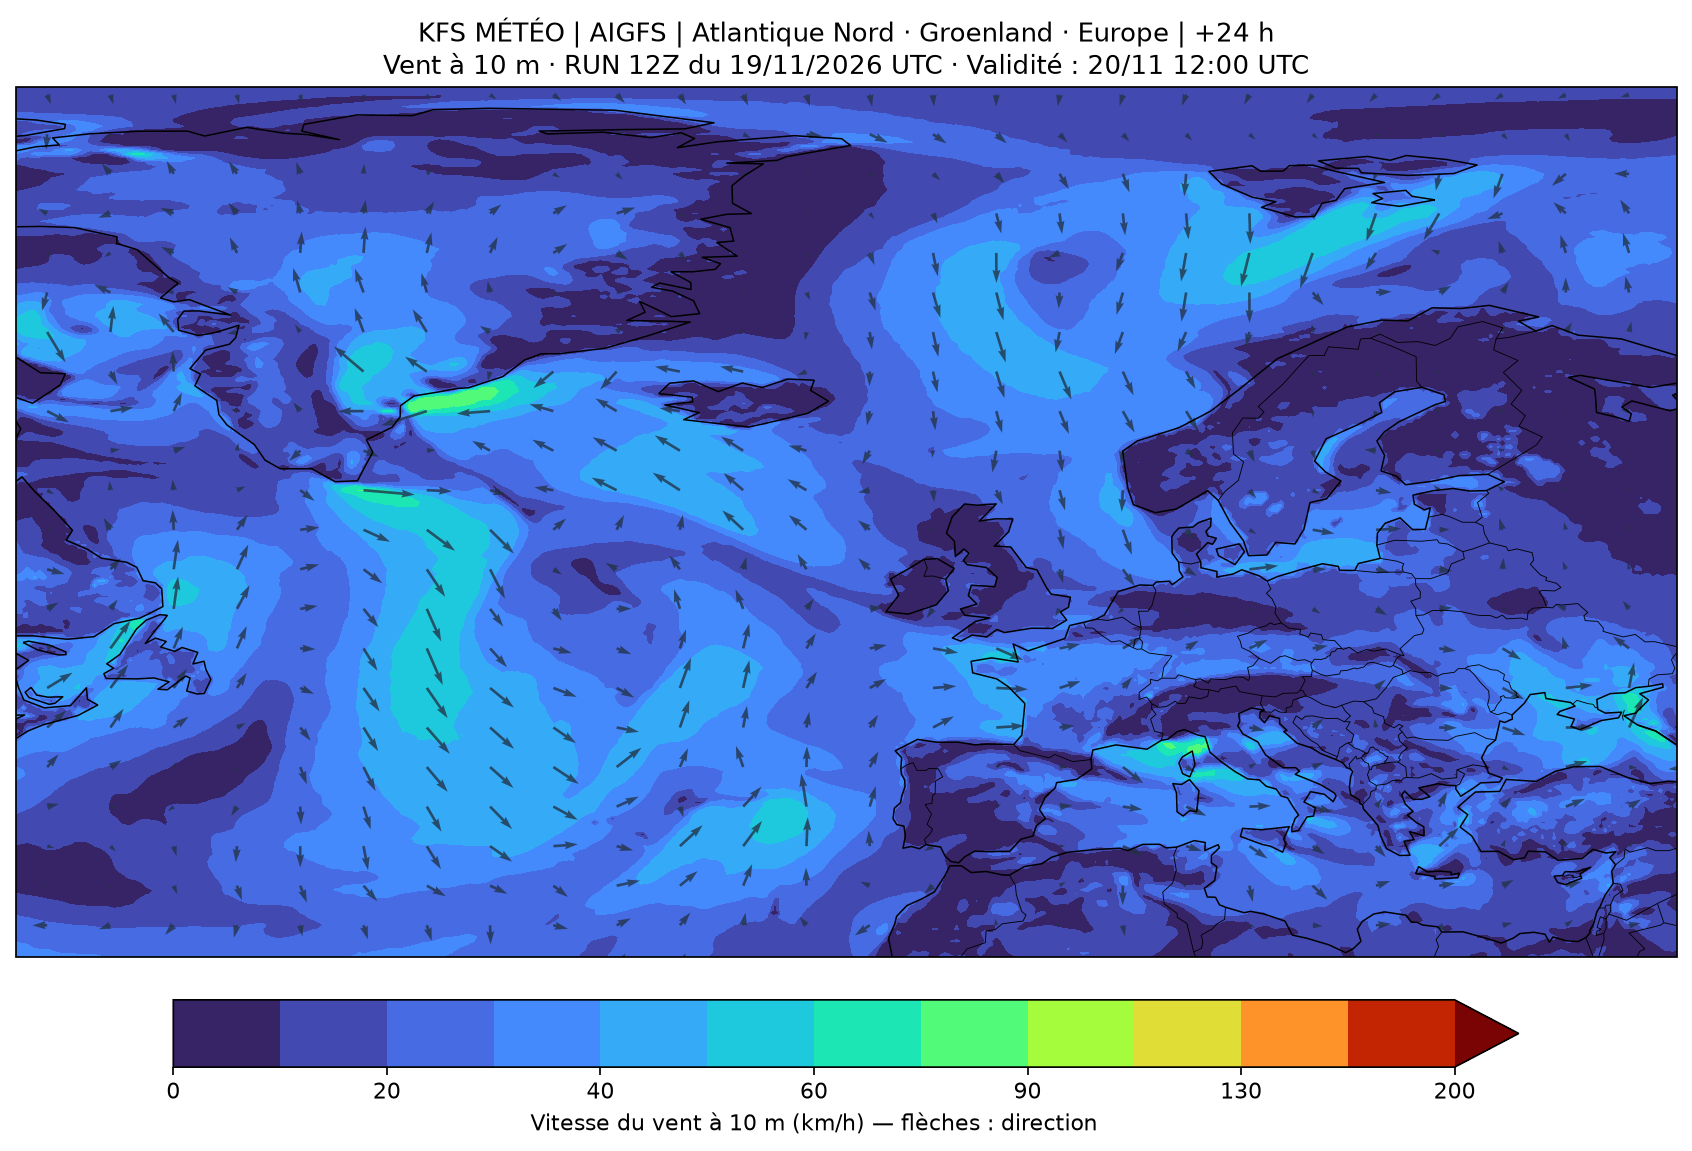 KFS MÉTÉO | AIGFS | Atlantique Nord · Groenland · Europe | +24 h
Vent à 10 m · RUN 12Z du 19/11/2026 UTC · Validité : 20/11 12:00 UTC
0 20 40 60 90 130 200
Vitesse du vent à 10 m (km/h) — flèches : direction